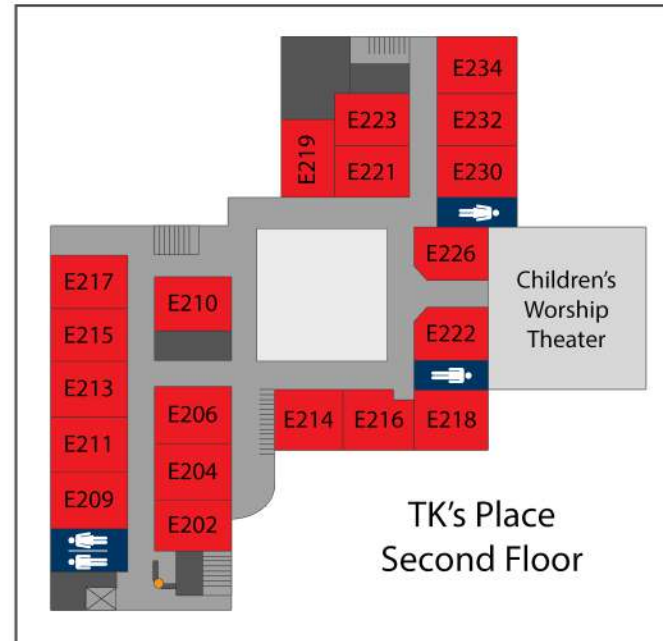 E234
E223
E232
E219
E221
E230
E226
E217
E210
Children's
Worship
Theater
E215
E222
E213
E206
E214
E216
E218
E211
E204
E209
E202
TK's Place
Second Floor